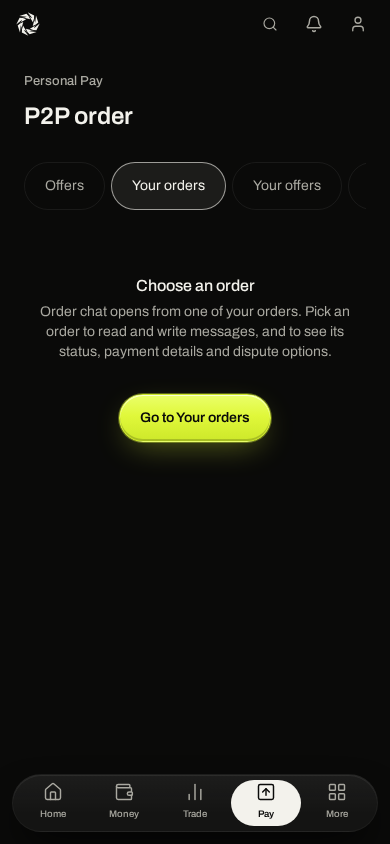 Personal Pay
P2P order
Offers
Your orders
Your offers
Choose an order
Order chat opens from one of your orders. Pick an
order to read and write messages, and to see its
status, payment details and dispute options.
Go to Your orders
Home
Money
Trade
Pay
More